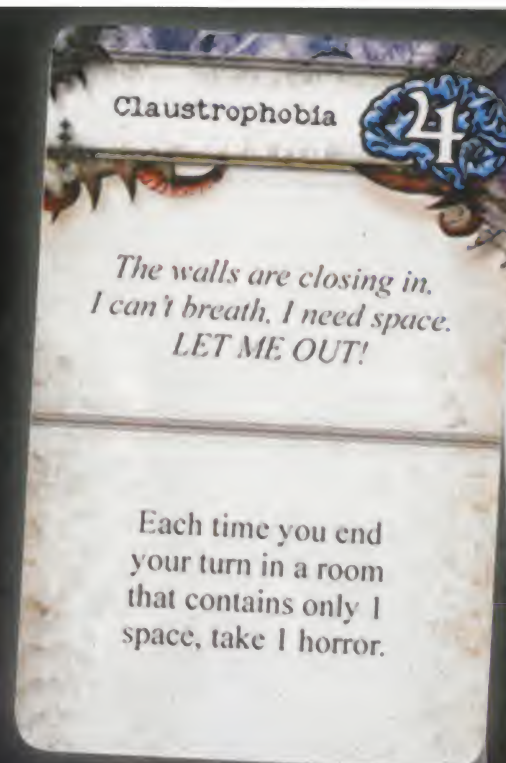 Claustrophobia
4
The walls are closing in.
I can't breath. I need space.
LET ME OUT!
Each time you end
your turn in a room
that contains only 1
space, take 1 horror.